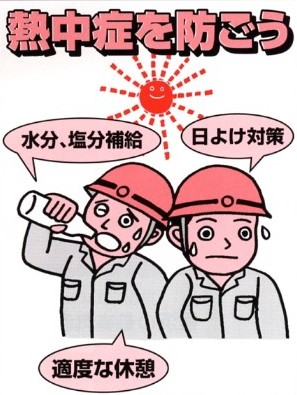 熱中症を防ごう
水分、塩分補給
日よけ対策
適度な休憩